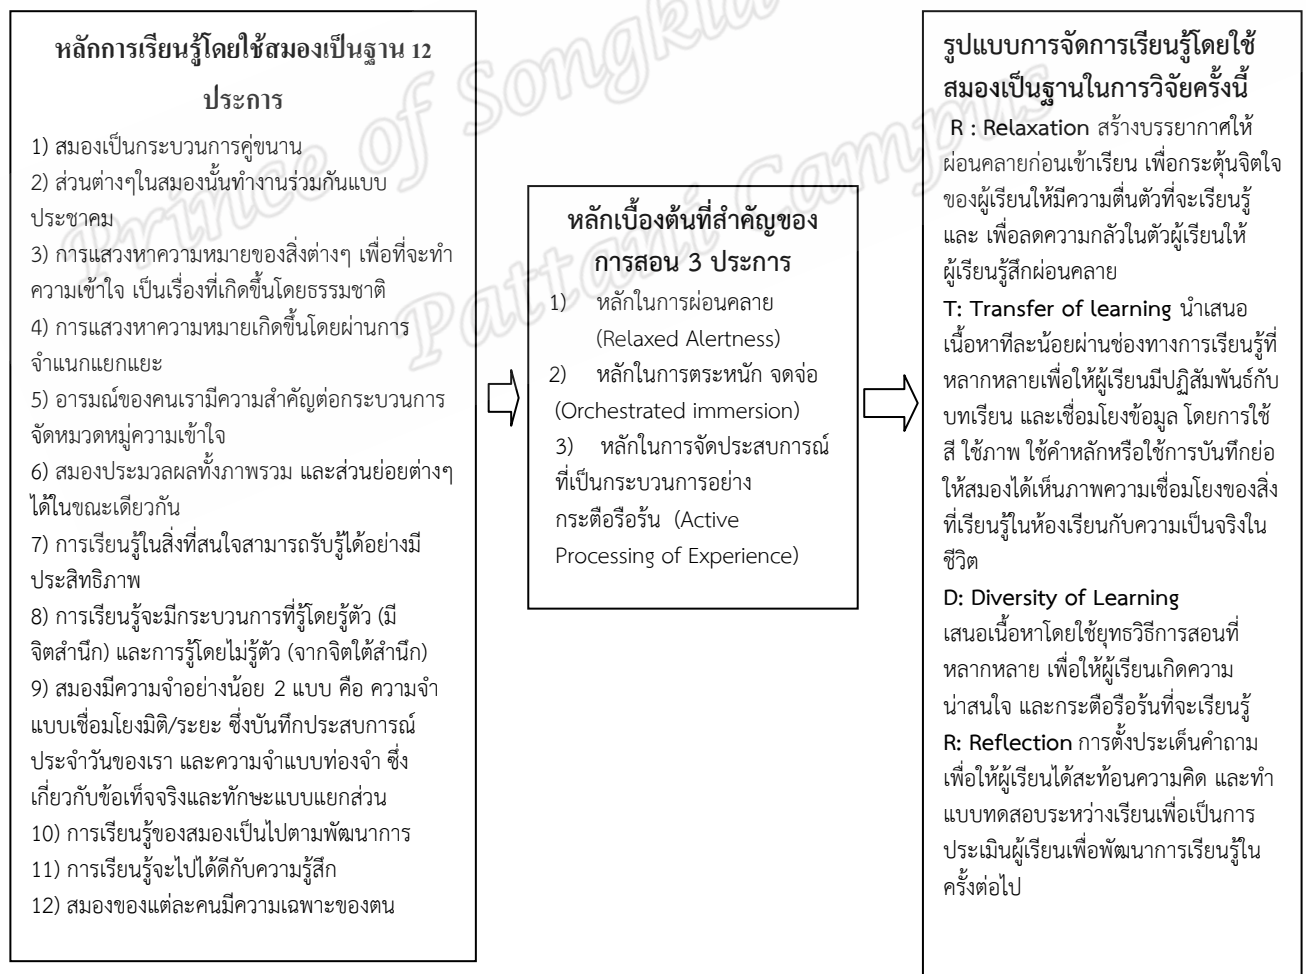 หลักการเรียนรู้โดยใช้สมองเป็นฐาน 12
ประการ
1) สมองเป็นกระบวนการคู่ขนาน
2) ส่วนต่างๆในสมองนั้นทำงานร่วมกันแบบ
ประชาคม
3) การแสวงหาความหมายของสิ่งต่างๆ เพื่อที่จะทำ
ความเข้าใจ เป็นเรื่องที่เกิดขึ้นโดยธรรมชาติ
4) การแสวงหาความหมายเกิดขึ้นโดยผ่านการ
จำแนกแยกแยะ
5) อารมณ์ของคนเรามีความสำคัญต่อกระบวนการ
จัดหมวดหมู่ความเข้าใจ
6) สมองประมวลผลทั้งภาพรวม และส่วนย่อยต่างๆ
ได้ในขณะเดียวกัน
7) การเรียนรู้ในสิ่งที่สนใจสามารถรับรู้ได้อย่างมี
ประสิทธิภาพ
8) การเรียนรู้จะมีกระบวนการที่รู้โดยรู้ตัว (มี
จิตสำนึก) และการรู้โดยไม่รู้ตัว (จากจิตใต้สำนึก)
9) สมองมีความจำอย่างน้อย 2 แบบ คือ ความจำ
แบบเชื่อมโยงมิติ/ระยะ ซึ่งบันทึกประสบการณ์
ประจำวันของเรา และความจำแบบท่องจำ ซึ่ง
เกี่ยวกับข้อเท็จจริงและทักษะแบบแยกส่วน
10) การเรียนรู้ของสมองเป็นไปตามพัฒนาการ
11) การเรียนรู้จะไปได้ดีกับความรู้สึก
12) สมองของแต่ละคนมีความเฉพาะของตน
หลักเบื้องต้นที่สำคัญของ
การสอน 3 ประการ
1) หลักในการผ่อนคลาย
(Relaxed Alertness)
2) หลักในการตระหนัก จดจ่อ
(Orchestrated immersion)
3) หลักในการจัดประสบการณ์
ที่เป็นกระบวนการอย่าง
กระตือรือร้น (Active
Processing of Experience)
รูปแบบการจัดการเรียนรู้โดยใช้
สมองเป็นฐานในการวิจัยครั้งนี้
R : Relaxation สร้างบรรยากาศให้
ผ่อนคลายก่อนเข้าเรียน เพื่อกระตุ้นจิตใจ
ของผู้เรียนให้มีความตื่นตัวที่จะเรียนรู้
และ เพื่อลดความกลัวในตัวผู้เรียนให้
ผู้เรียนรู้สึกผ่อนคลาย
T: Transfer of learning นำเสนอ
เนื้อหาทีละน้อยผ่านช่องทางการเรียนรู้ที่
หลากหลายเพื่อให้ผู้เรียนมีปฏิสัมพันธ์กับ
บทเรียน และเชื่อมโยงข้อมูล โดยการใช้
สี ใช้ภาพ ใช้คำหลักหรือใช้การบันทึกย่อ
ให้สมองได้เห็นภาพความเชื่อมโยงของสิ่ง
ที่เรียนรู้ในห้องเรียนกับความเป็นจริงใน
ชีวิต
D: Diversity of Learning
เสนอเนื้อหาโดยใช้ยุทธวิธีการสอนที่
หลากหลาย เพื่อให้ผู้เรียนเกิดความ
น่าสนใจ และกระตือรือร้นที่จะเรียนรู้
R: Reflection การตั้งประเด็นคำถาม
เพื่อให้ผู้เรียนได้สะท้อนความคิด และทำ
แบบทดสอบระหว่างเรียนเพื่อเป็นการ
ประเมินผู้เรียนเพื่อพัฒนาการเรียนรู้ใน
ครั้งต่อไป
Prince of Songkla
Pattani Campus